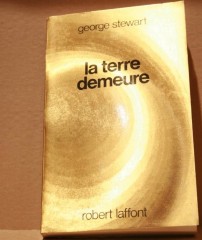 george stewart
la terre
demeure
robert laffont